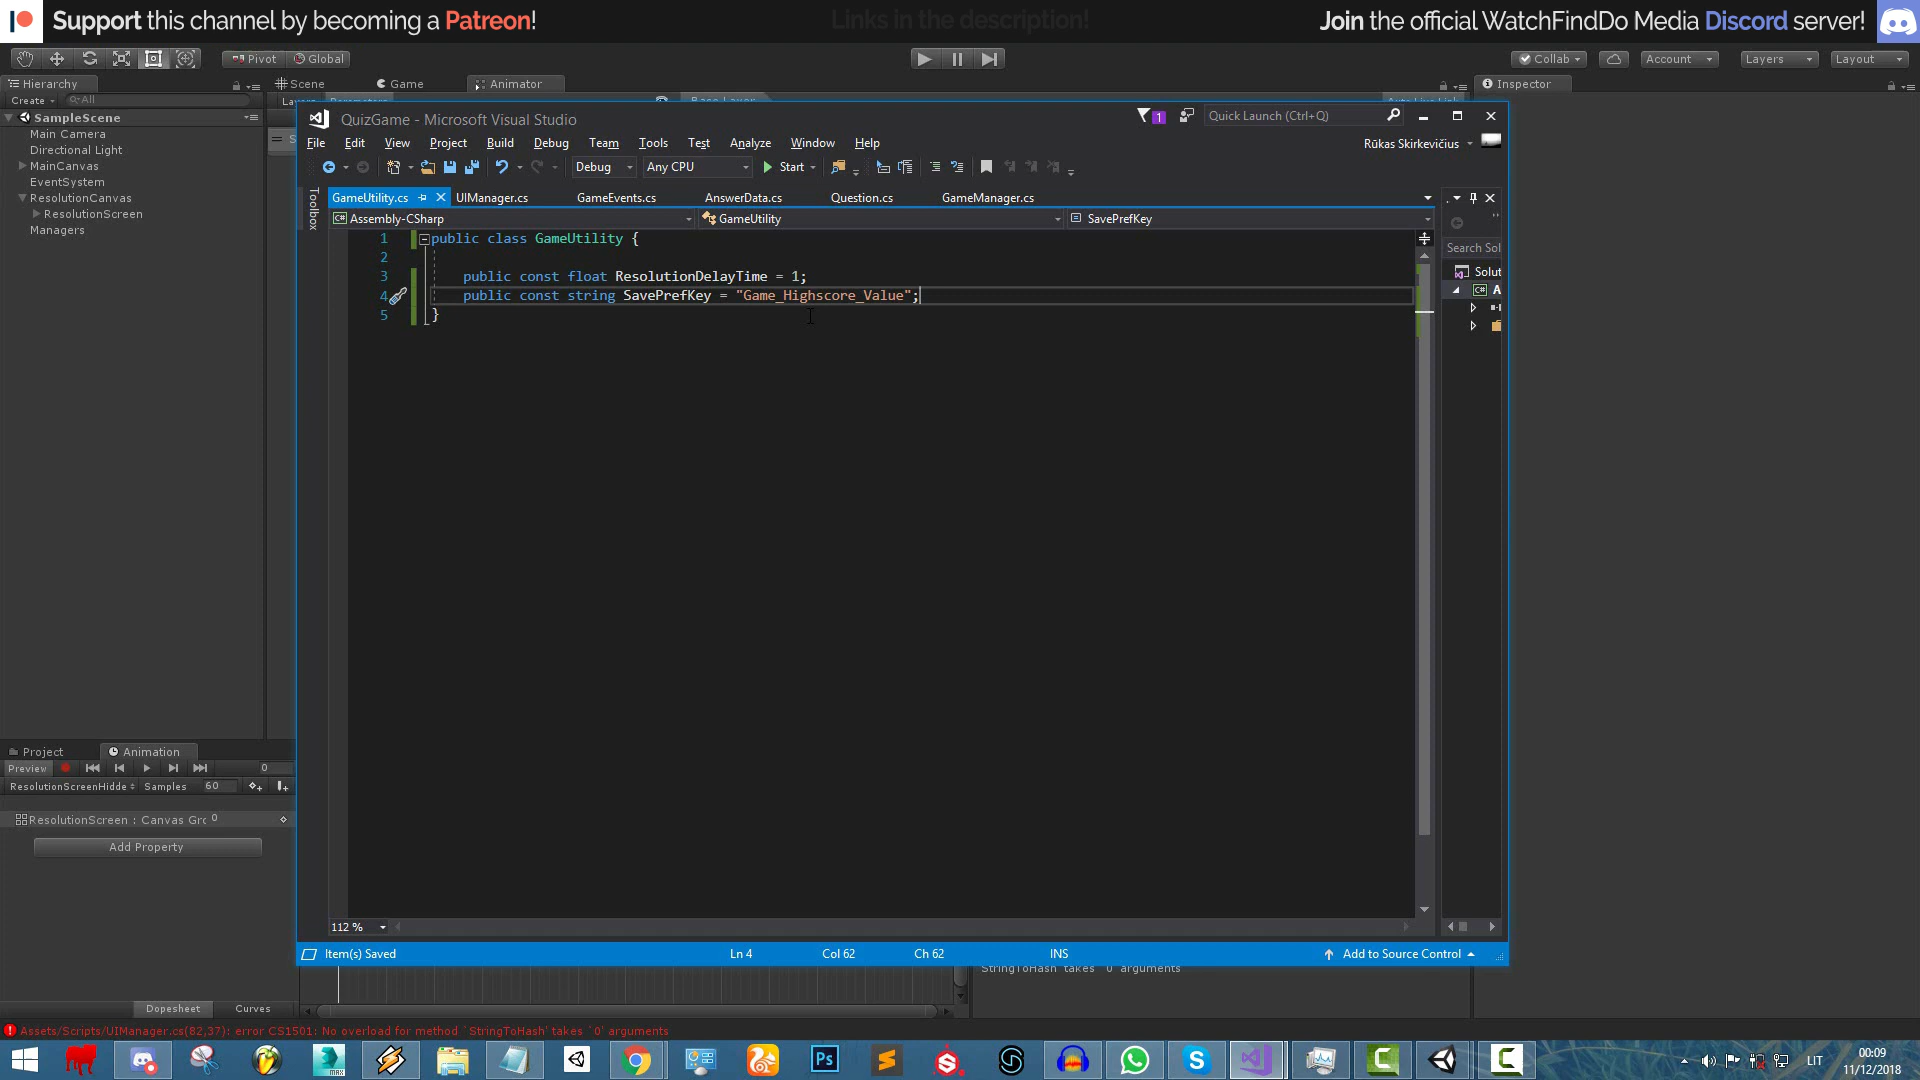 Support this channel by becoming a Patreon!
Links in the description!
Join the official WatchFindDo Media Discord server!
Pivot
Global
Collab
Account
Layers
Layout
Hierarchy
Scene
Game
Animator
Inspector
Create
All
SampleScene
Main Camera
Directional Light
MainCanvas
EventSystem
ResolutionCanvas
ResolutionScreen
Managers
QuizGame - Microsoft Visual Studio
1
Quick Launch (Ctrl+Q)
File Edit View Project Build Debug Team Tools Test Analyze Window Help
Rūkas Skirkevičius
Debug
Any CPU
Start
Toolbox
GameUtility.cs
UIManager.cs
GameEvents.cs
AnswerData.cs
Question.cs
GameManager.cs
Assembly-CSharp
GameUtility
SavePrefKey
Search Sol
Solut
1 public class GameUtility {
2
3 public const float ResolutionDelayTime = 1;
4 public const string SavePrefKey = "Game_Highscore_Value";
5 }
112 %
Item(s) Saved
Ln 4
Col 62
Ch 62
INS
Add to Source Control
Project
Animation
Preview
0
ResolutionScreenHidde
Samples
60
ResolutionScreen : Canvas Grc 0
Add Property
StringToHash takes `0' arguments
Dopesheet
Curves
Assets/Scripts/UIManager.cs(82,37): error CS1501: No overload for method `StringToHash' takes `0' arguments
LIT
00:09
11/12/2018